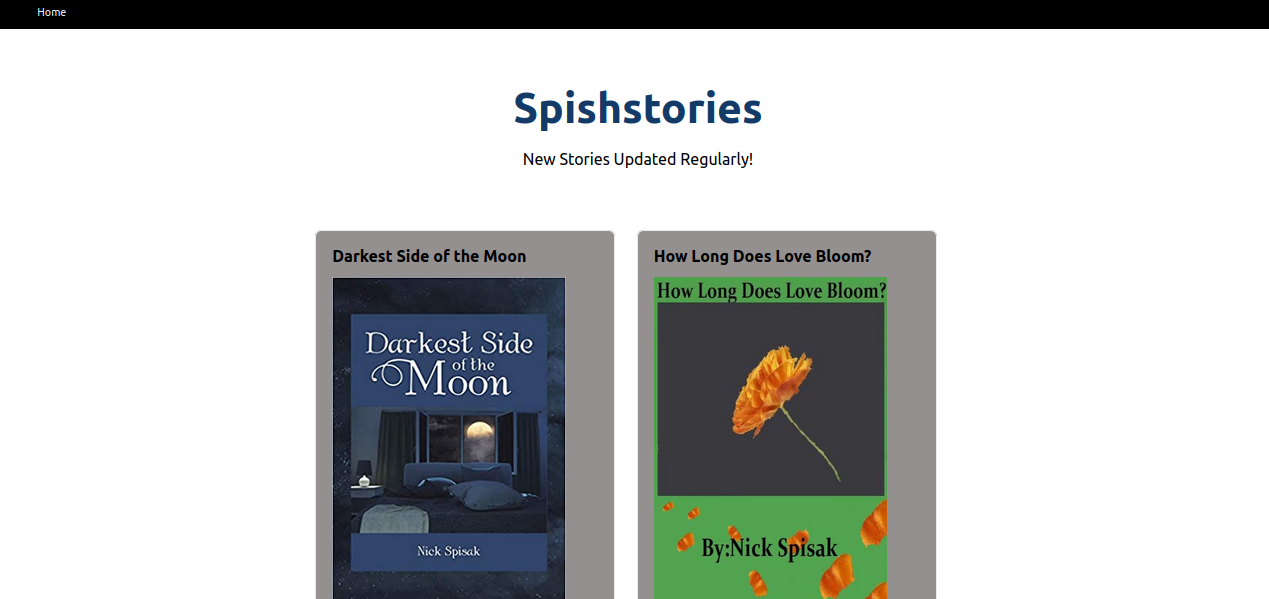 Home
Spishstories
New Stories Updated Regularly!
Darkest Side of the Moon
Darkest Side
of the
Moon
Nick Spisak
How Long Does Love Bloom?
How Long Does Love Bloom?
By:Nick Spisak